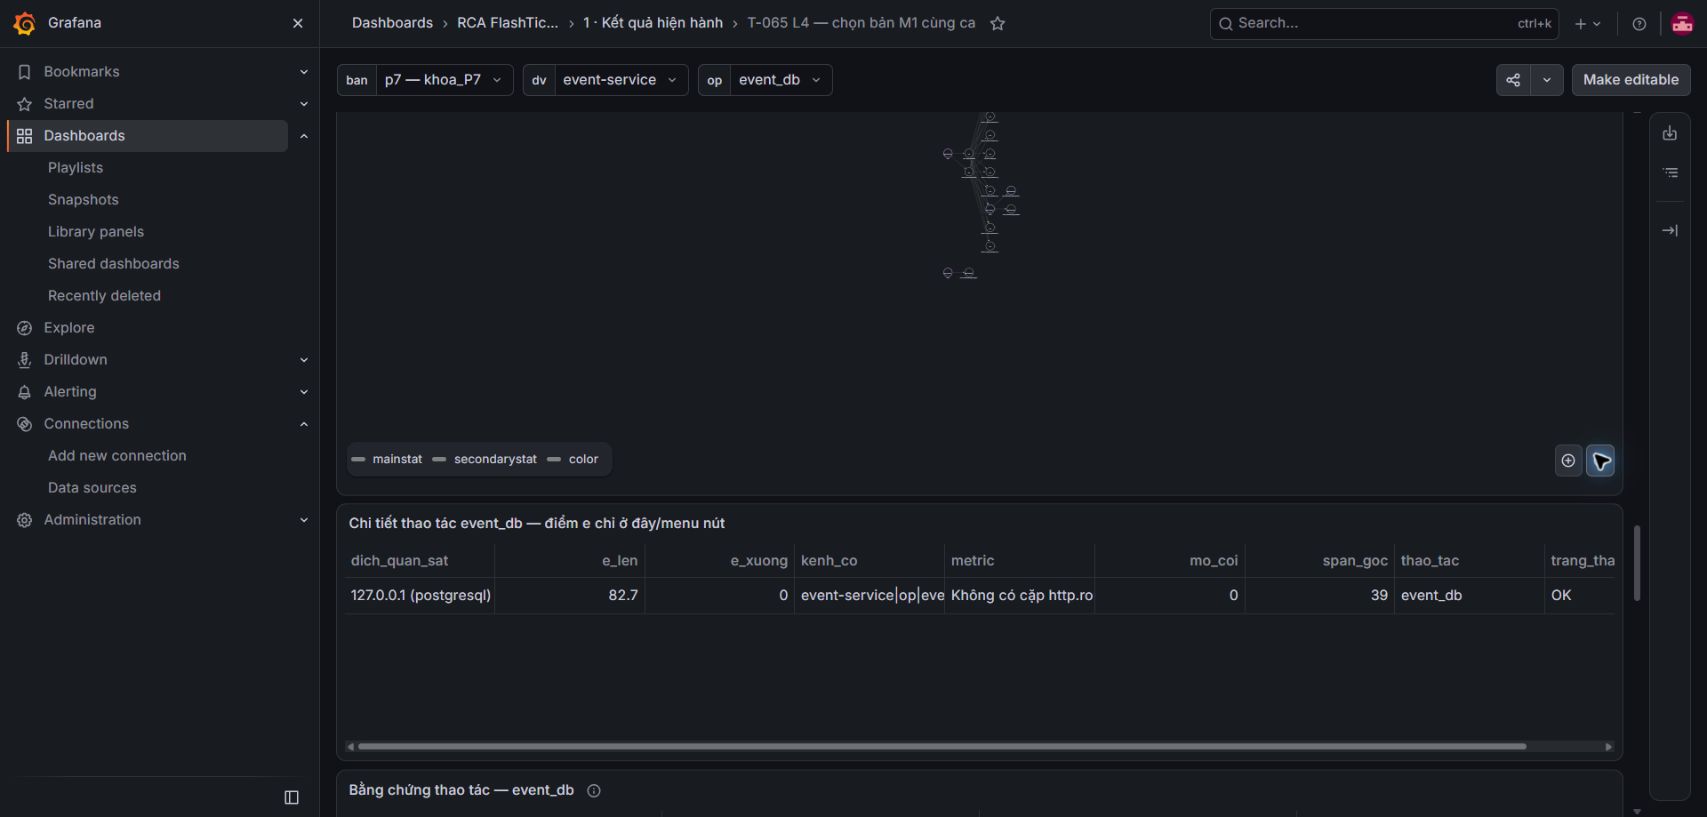 Grafana
Dashboards › RCA FlashTic... › 1 · Kết quả hiện hành › T-065 L4 — chọn bản M1 cùng ca
Search...
ctrl+k
Bookmarks
Starred
Dashboards
Playlists
Snapshots
Library panels
Shared dashboards
Recently deleted
Explore
Drilldown
Alerting
Connections
Add new connection
Data sources
Administration
ban p7 — khoa_P7
dv event-service
op event_db
Make editable
mainstat secondarystat color
Chi tiết thao tác event_db — điểm e chỉ ở đây/menu nút
dich_quan_sat e_len e_xuong kenh_co metric mo_coi span_goc thao_tac trang_tha
127.0.0.1 (postgresql) 82.7 0 event-service|op|eve Không có cặp http.ro 0 39 event_db OK
Bằng chứng thao tác — event_db